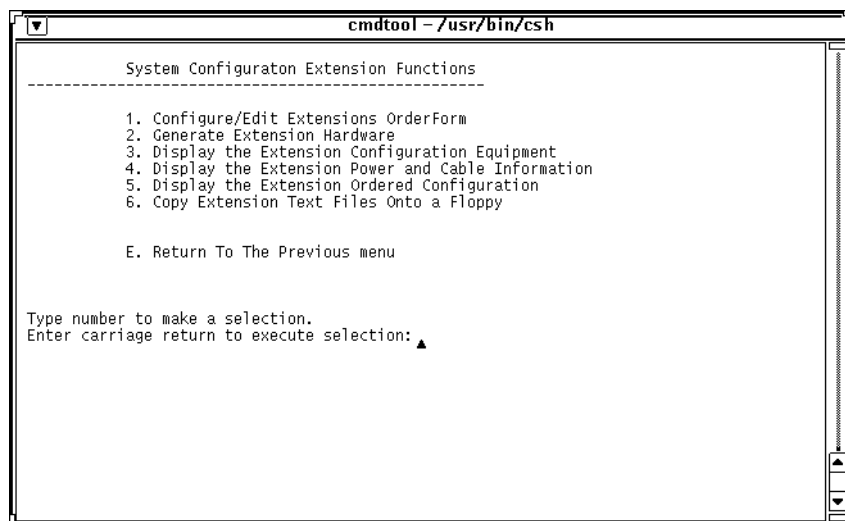 cmdtool – /usr/bin/csh
System Configuraton Extension Functions
---------------------------------------------------
1. Configure/Edit Extensions OrderForm
2. Generate Extension Hardware
3. Display the Extension Configuration Equipment
4. Display the Extension Power and Cable Information
5. Display the Extension Ordered Configuration
6. Copy Extension Text Files Onto a Floppy
E. Return To The Previous menu
Type number to make a selection.
Enter carriage return to execute selection: